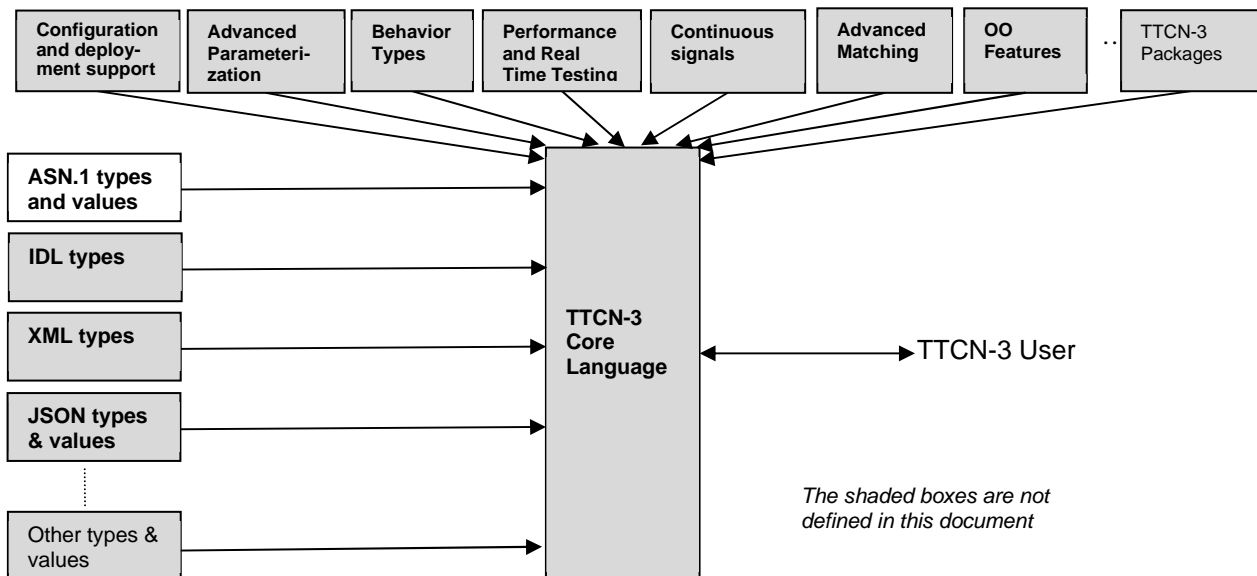 Configuration
and deploy-
ment support
Advanced
Parameteri-
zation
Behavior
Types
Performance
and Real
Time Testing
Continuous
signals
Advanced
Matching
OO
Features
..
TTCN-3
Packages
ASN.1 types
and values
IDL types
XML types
JSON types
& values
Other types &
values
TTCN-3
Core
Language
TTCN-3 User
The shaded boxes are not
defined in this document